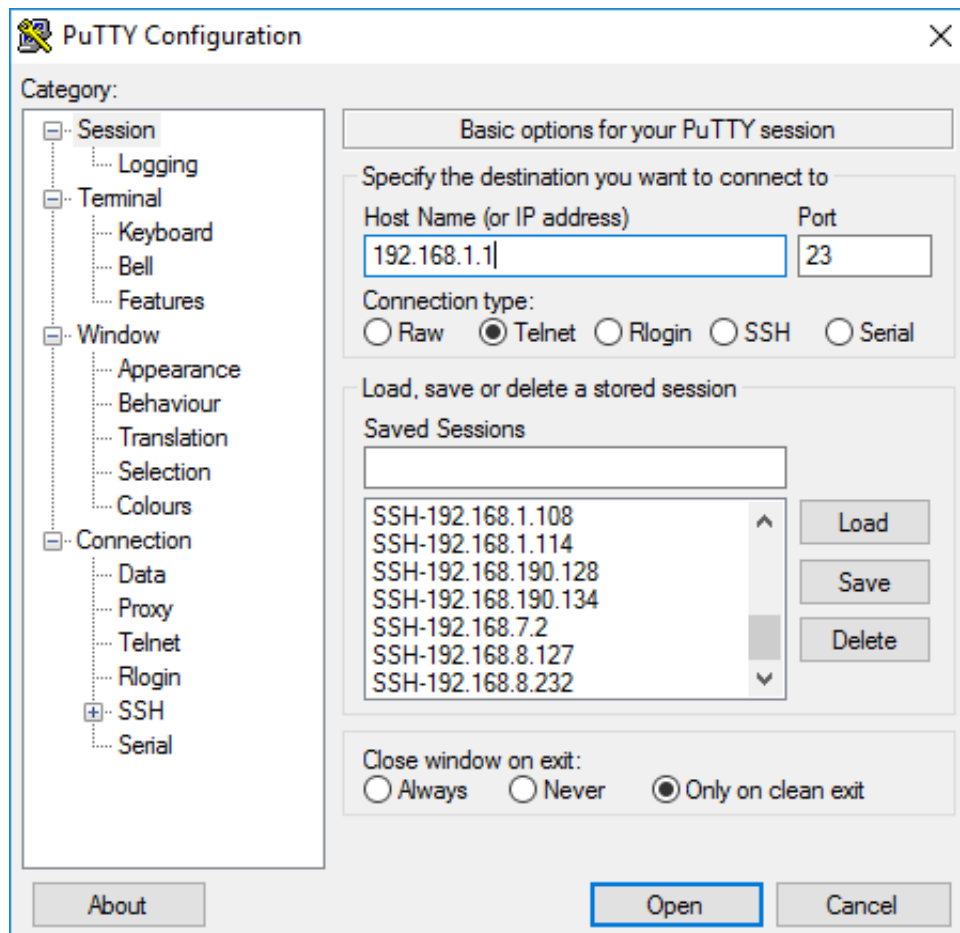 PuTTY Configuration
Category:
Session
Logging
Terminal
Keyboard
Bell
Features
Window
Appearance
Behaviour
Translation
Selection
Colours
Connection
Data
Proxy
Telnet
Rlogin
SSH
Serial
Basic options for your PuTTY session
Specify the destination you want to connect to
Host Name (or IP address) Port
192.168.1.1 23
Connection type:
Raw Telnet Rlogin SSH Serial
Load, save or delete a stored session
Saved Sessions
SSH-192.168.1.108
SSH-192.168.1.114
SSH-192.168.190.128
SSH-192.168.190.134
SSH-192.168.7.2
SSH-192.168.8.127
SSH-192.168.8.232
Load
Save
Delete
Close window on exit:
Always Never Only on clean exit
About Open Cancel